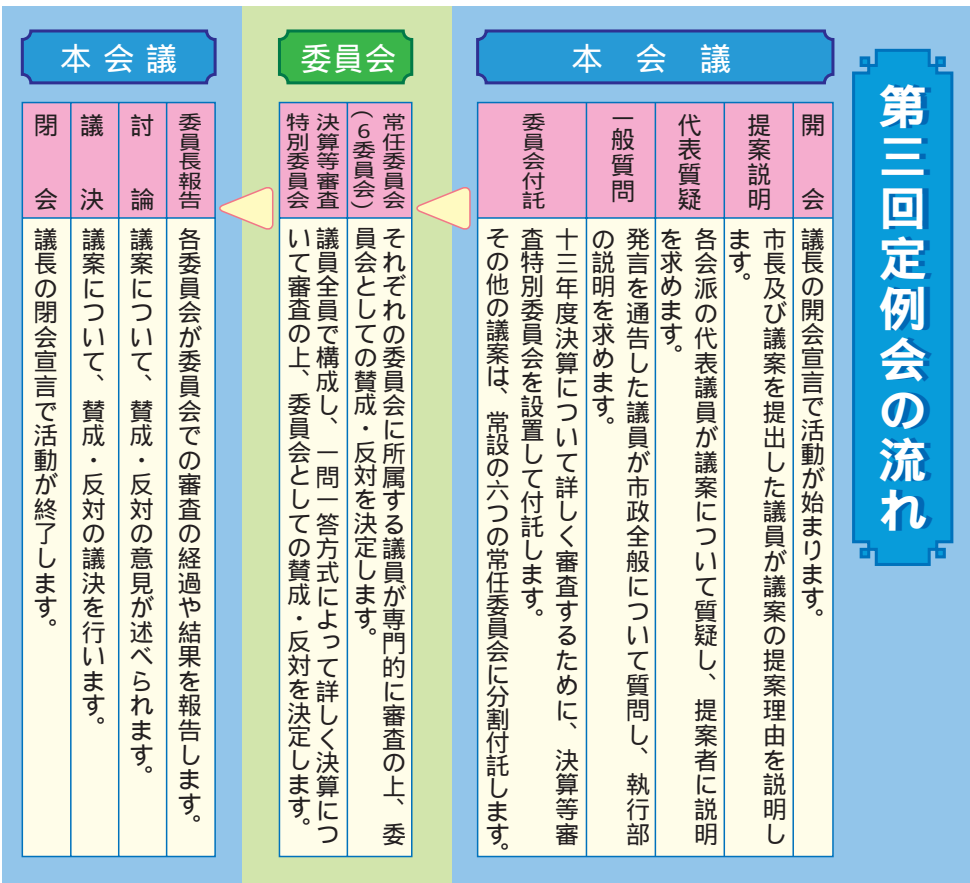 第三回定例会の流れ
本会議
開会
議長の開会宣言で活動が始まります。
提案説明
市長及び議案を提出した議員が議案の提案理由を説明し
ます。
代表質疑
各会派の代表議員が議案について質疑し、提案者に説明
を求めます。
一般質問
発言を通告した議員が市政全般について質問し、執行部
の説明を求めます。
委員会付託
十三年度決算について詳しく審査するために、決算等審
査特別委員会を設置して付託します。
その他の議案は、常設の六つの常任委員会に分割付託します。
委員会
常任委員会
(6委員会)
それぞれの委員会に所属する議員が専門的に審査の上、委
員会としての賛成・反対を決定します。
決算等審査
特別委員会
議員全員で構成し、一問一答方式によって詳しく決算につ
いて審査の上、委員会としての賛成・反対を決定します。
本会議
委員長報告
各委員会が委員会での審査の経過や結果を報告します。
討論
議案について、賛成・反対の意見が述べられます。
議決
議案について、賛成・反対の議決を行います。
閉会
議長の閉会宣言で活動が終了します。